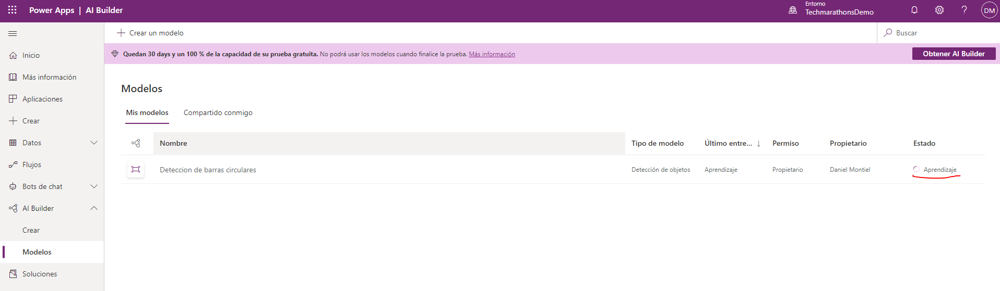 Power Apps | AI Builder
Entorno
TechmarathonsDemo
DM
Crear un modelo
Buscar
Quedan 30 days y un 100 % de la capacidad de su prueba gratuita. No podrá usar los modelos cuando finalice la prueba. Más información
Obtener AI Builder
Inicio
Más información
Aplicaciones
Crear
Datos
Flujos
Bots de chat
AI Builder
Crear
Modelos
Soluciones
Modelos
Mis modelos Compartido conmigo
Nombre Tipo de modelo Último entre... ↓ Permiso Propietario Estado
Deteccion de barras circulares Detección de objetos Aprendizaje Propietario Daniel Montiel Aprendizaje